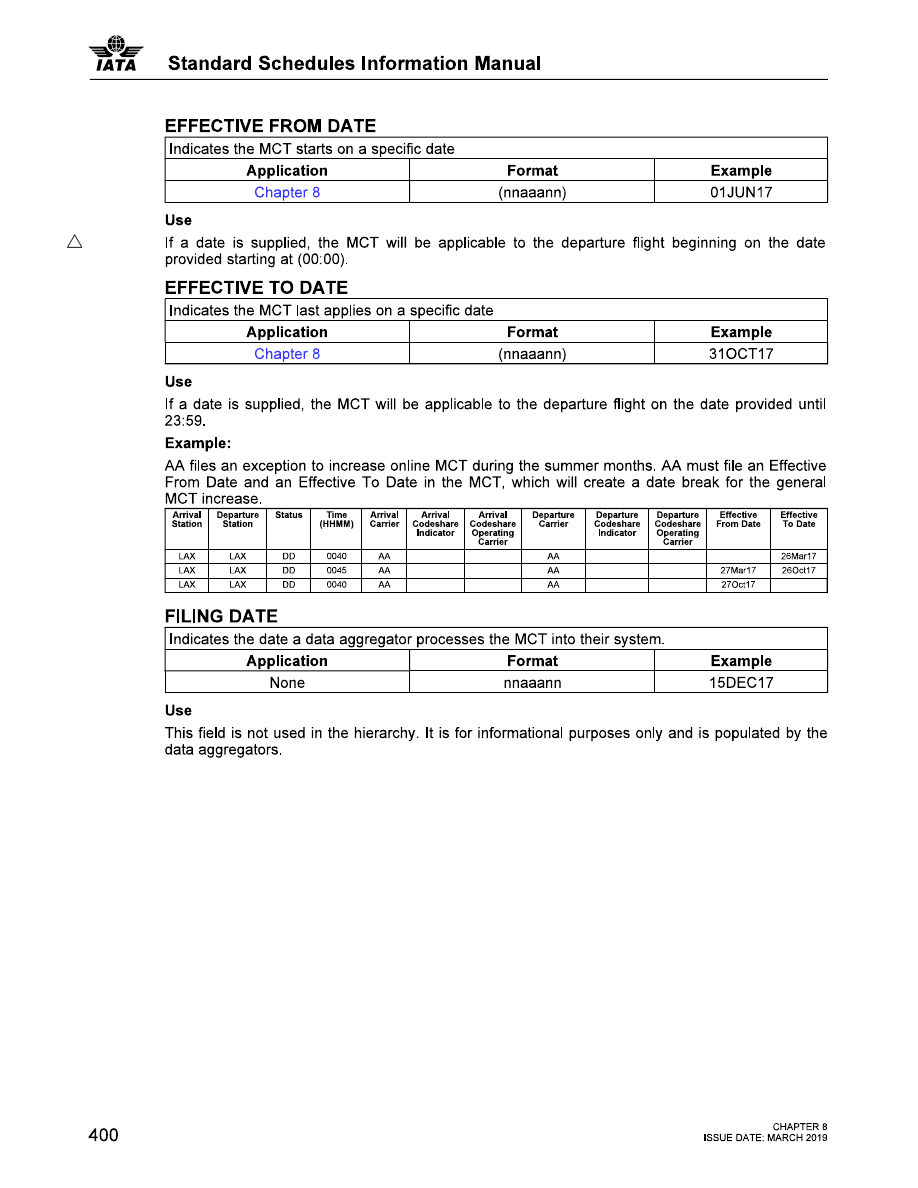 IATA
Standard Schedules Information Manual
EFFECTIVE FROM DATE
Indicates the MCT starts on a specific date
Application Format Example
Chapter 8 (nnaaann) 01JUN17
Use
△ If a date is supplied, the MCT will be applicable to the departure flight beginning on the date
provided starting at (00:00).
EFFECTIVE TO DATE
Indicates the MCT last applies on a specific date
Application Format Example
Chapter 8 (nnaaann) 31OCT17
Use
If a date is supplied, the MCT will be applicable to the departure flight on the date provided until
23:59.
Example:
AA files an exception to increase online MCT during the summer months. AA must file an Effective
From Date and an Effective To Date in the MCT, which will create a date break for the general
MCT increase.
Arrival Departure Status Time Arrival Arrival Arrival Departure Departure Departure Effective Effective
Station Station (HHMM) Carrier Codeshare Codeshare Carrier Codeshare Codeshare From Date To Date
Indicator Operating Indicator Operating
Carrier Carrier
LAX LAX DD 0040 AA AA 26Mar17
LAX LAX DD 0045 AA AA 27Mar17 26Oct17
LAX LAX DD 0040 AA AA 27Oct17
FILING DATE
Indicates the date a data aggregator processes the MCT into their system.
Application Format Example
None nnaaann 15DEC17
Use
This field is not used in the hierarchy. It is for informational purposes only and is populated by the
data aggregators.
400
CHAPTER 8
ISSUE DATE: MARCH 2019